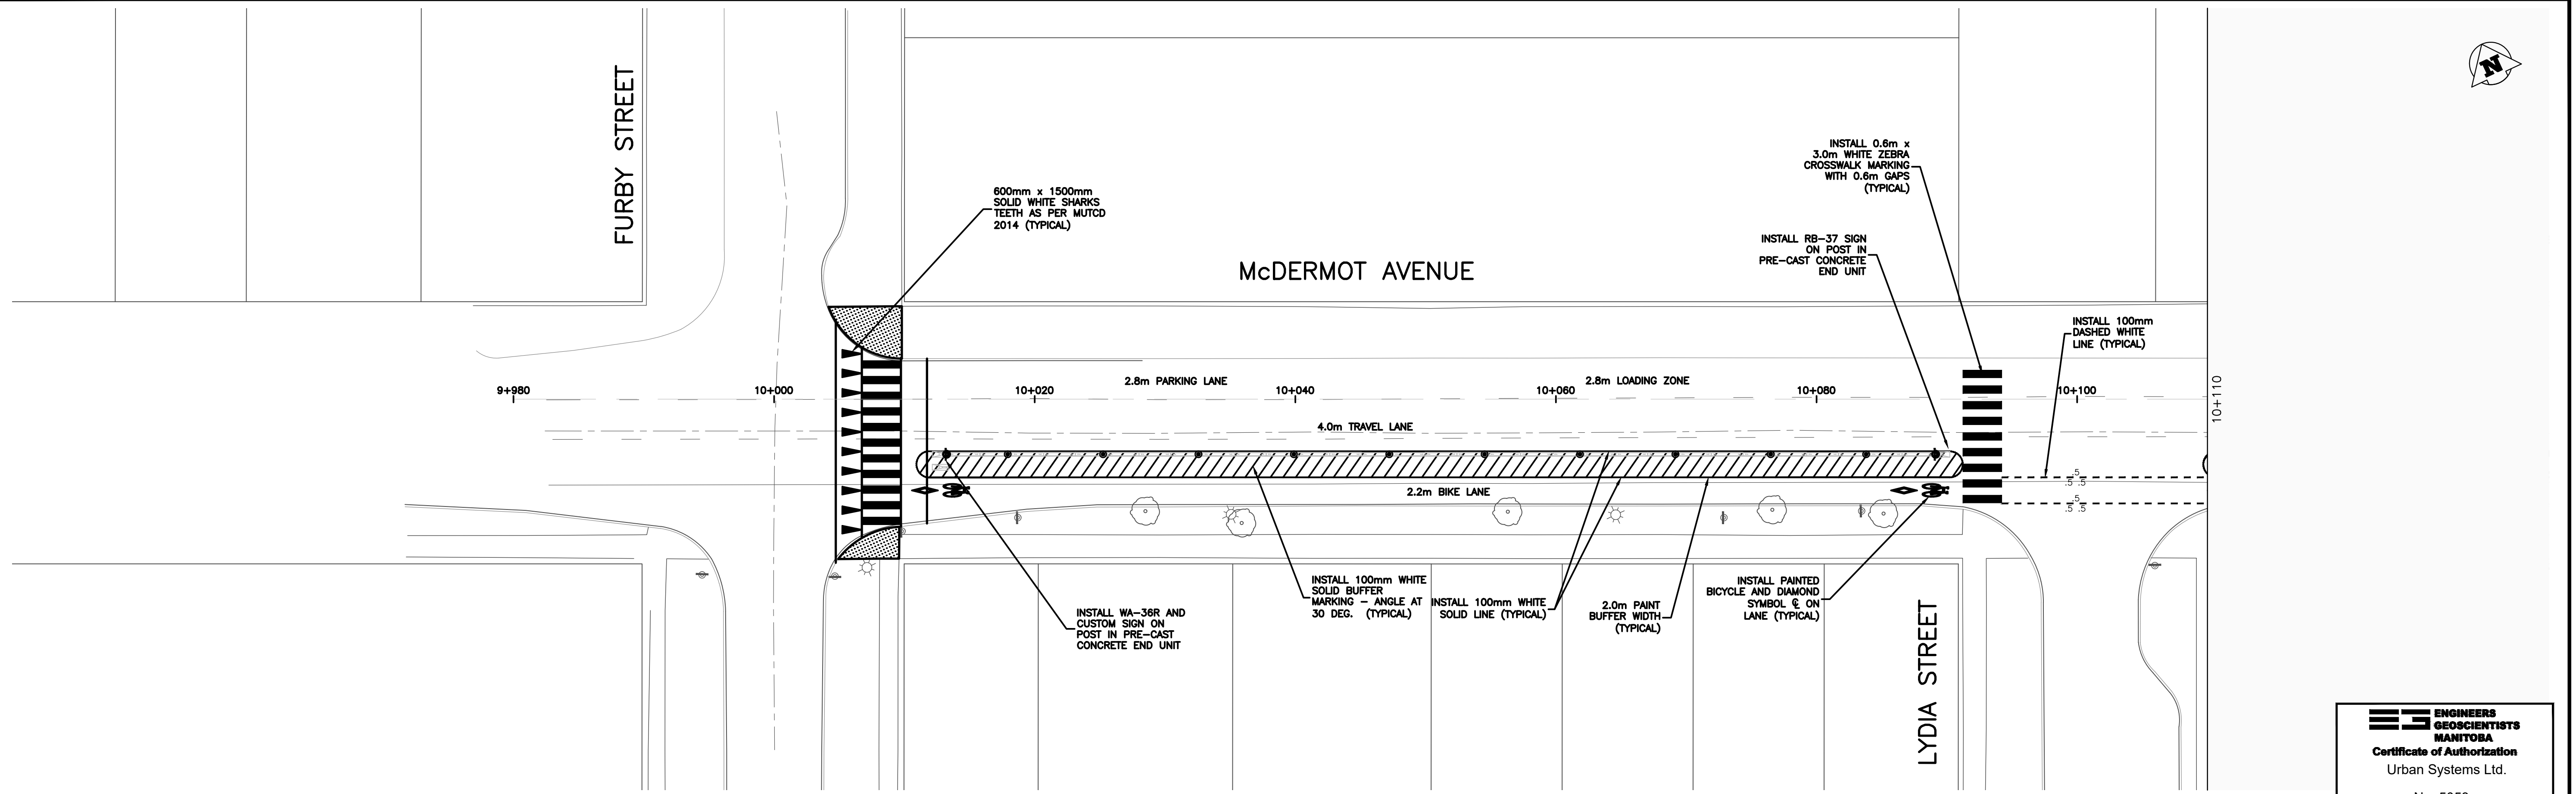 FURBY STREET
600mm x 1500mm
SOLID WHITE SHARKS
TEETH AS PER MUTCD
2014 (TYPICAL)
McDERMOT AVENUE
INSTALL 0.6m x
3.0m WHITE ZEBRA
CROSSWALK MARKING
WITH 0.6m GAPS
(TYPICAL)
INSTALL RB-37 SIGN
ON POST IN
PRE-CAST CONCRETE
END UNIT
INSTALL 100mm
DASHED WHITE
LINE (TYPICAL)
N
9+980
10+000
10+020
10+040
10+060
10+080
10+100
10+110
2.8m PARKING LANE
2.8m LOADING ZONE
4.0m TRAVEL LANE
2.2m BIKE LANE
.5
.5 .5
.5
.5 .5
INSTALL WA-36R AND
CUSTOM SIGN ON
POST IN PRE-CAST
CONCRETE END UNIT
INSTALL 100mm WHITE
SOLID BUFFER
MARKING - ANGLE AT
30 DEG. (TYPICAL)
INSTALL 100mm WHITE
SOLID LINE (TYPICAL)
2.0m PAINT
BUFFER WIDTH
(TYPICAL)
INSTALL PAINTED
BICYCLE AND DIAMOND
SYMBOL ℄ ON
LANE (TYPICAL)
LYDIA STREET
ENGINEERS
GEOSCIENTISTS
MANITOBA
Certificate of Authorization
Urban Systems Ltd.